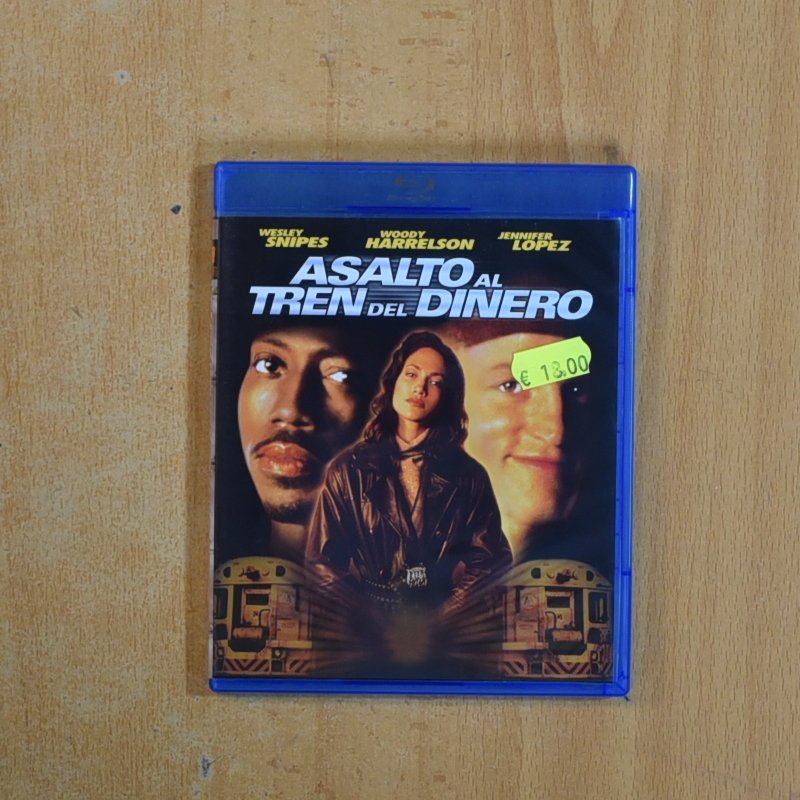 WESLEY SNIPES
WOODY HARRELSON
JENNIFER LOPEZ
ASALTO AL
TREN DEL DINERO
€ 18.00